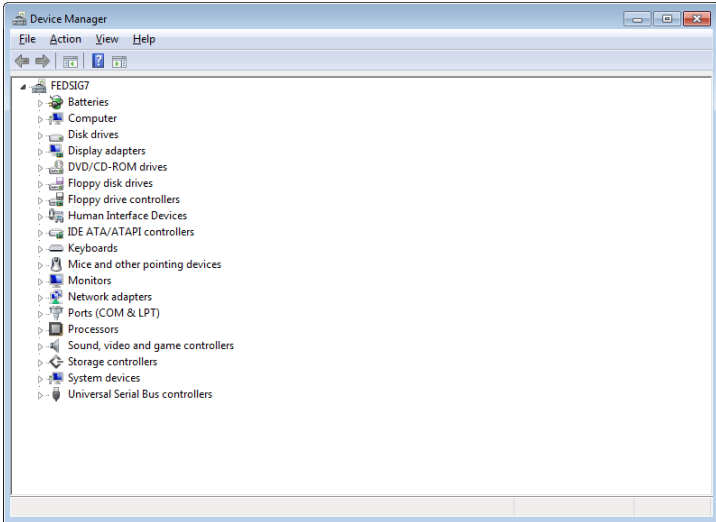 Device Manager
File Action View Help
FEDSIG7
Batteries
Computer
Disk drives
Display adapters
DVD/CD-ROM drives
Floppy disk drives
Floppy drive controllers
Human Interface Devices
IDE ATA/ATAPI controllers
Keyboards
Mice and other pointing devices
Monitors
Network adapters
Ports (COM & LPT)
Processors
Sound, video and game controllers
Storage controllers
System devices
Universal Serial Bus controllers